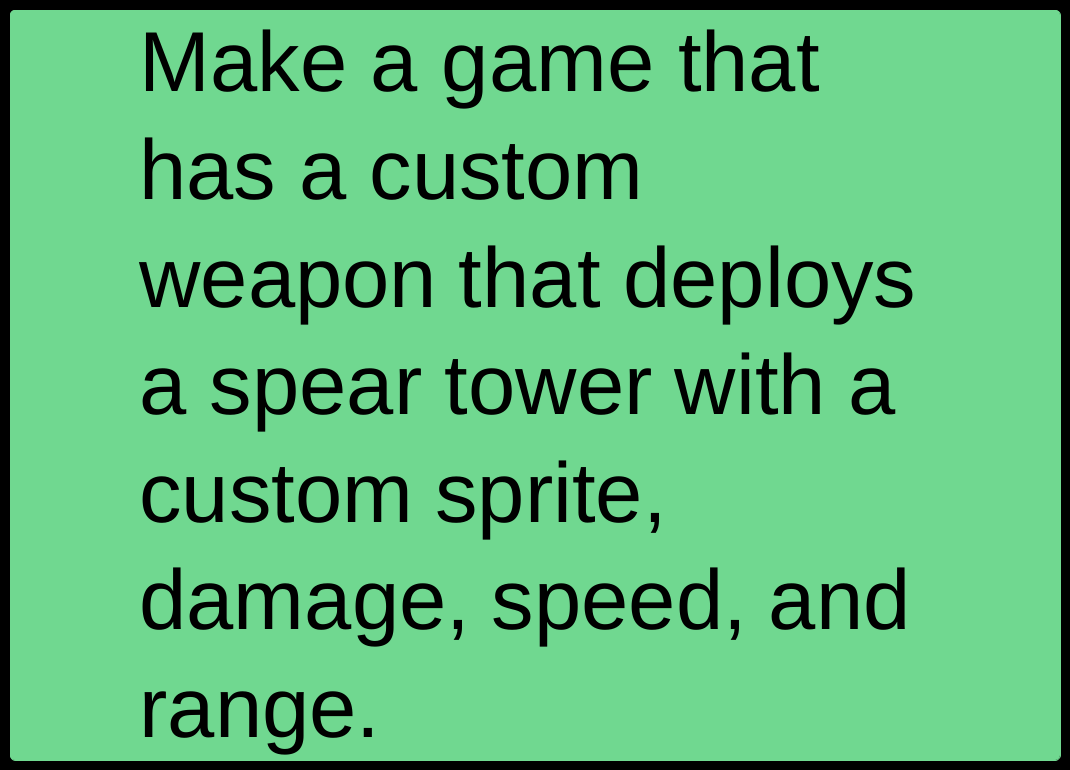 Make a game that
has a custom
weapon that deploys
a spear tower with a
custom sprite,
damage, speed, and
range.